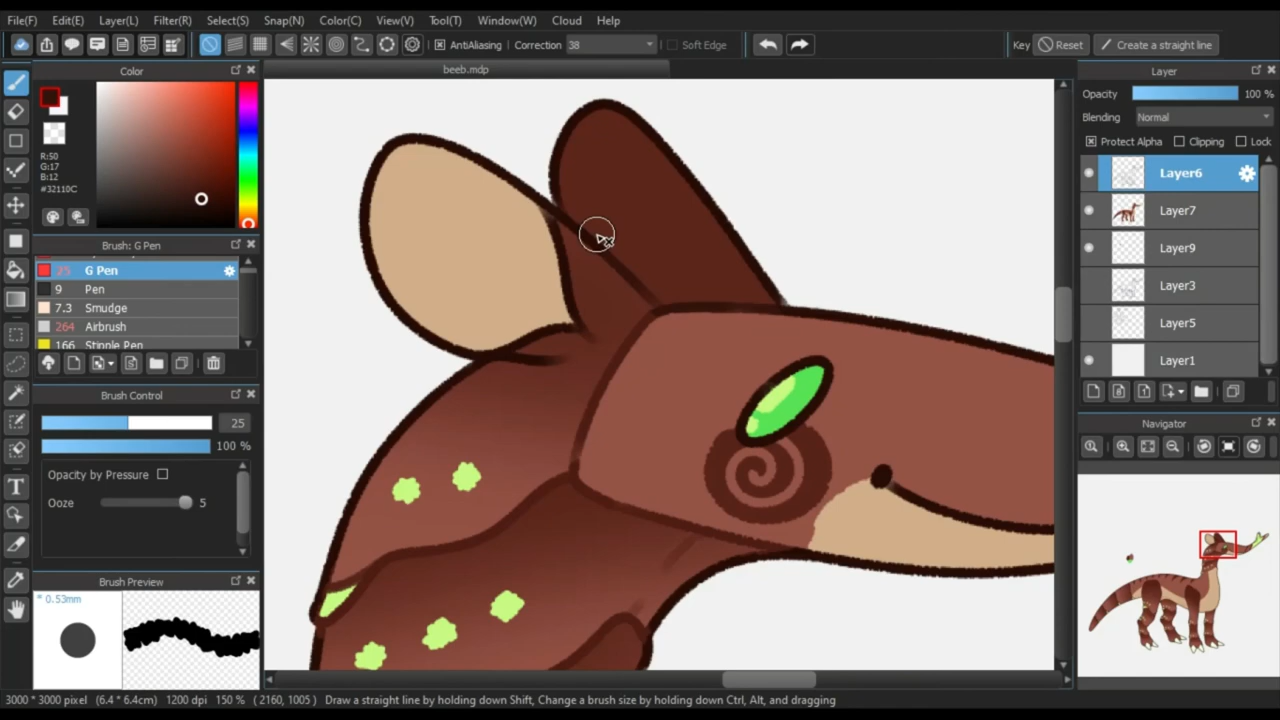 File(F) Edit(E) Layer(L) Filter(R) Select(S) Snap(N) Color(C) View(V) Tool(T) Window(W) Cloud Help
AntiAliasing Correction 38 Soft Edge Key Reset Create a straight line
Color
R:50
G:17
B:12
#32110C
Brush: G Pen
25 G Pen
9 Pen
7.3 Smudge
264 Airbrush
166 Stipple Pen
Brush Control
25
100 %
Opacity by Pressure
Ooze 5
Brush Preview
* 0.53mm
beeb.mdp
Layer
Opacity 100 %
Blending Normal
Protect Alpha Clipping Lock
Layer6
Layer7
Layer9
Layer3
Layer5
Layer1
Navigator
3000 * 3000 pixel (6.4 * 6.4cm) 1200 dpi 150 % ( 2160, 1005 ) Draw a straight line by holding down Shift, Change a brush size by holding down Ctrl, Alt, and dragging